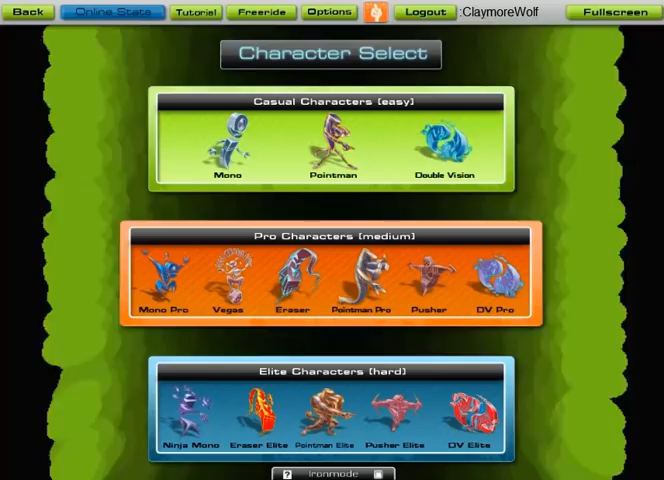 Back Online Stats Tutorial Freeride Options Logout :ClaymoreWolf Fullscreen
Character Select
Casual Characters [easy]
Mono Pointman Double Vision
Pro Characters [medium]
Mono Pro Vegas Eraser Pointman Pro Pusher DV Pro
Elite Characters [hard]
Ninja Mono Eraser Elite Pointman Elite Pusher Elite DV Elite
? Ironmode